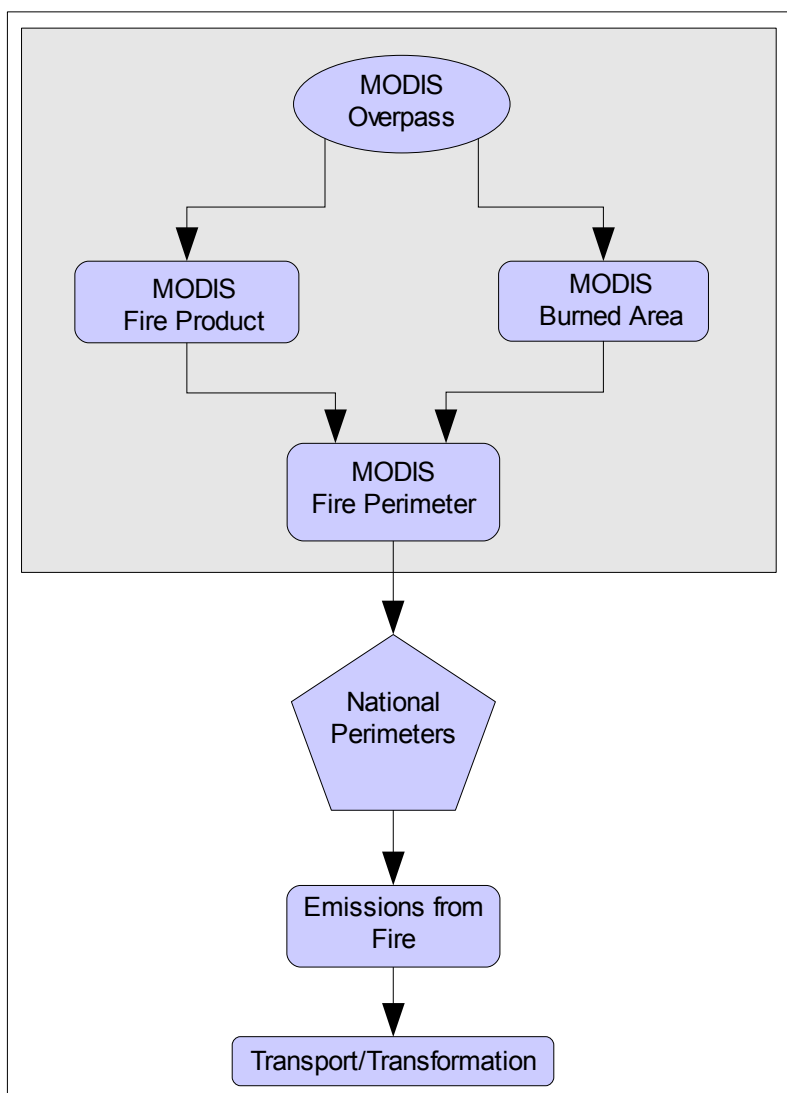 MODIS
Overpass
MODIS
Fire Product
MODIS
Burned Area
MODIS
Fire Perimeter
National
Perimeters
Emissions from
Fire
Transport/Transformation